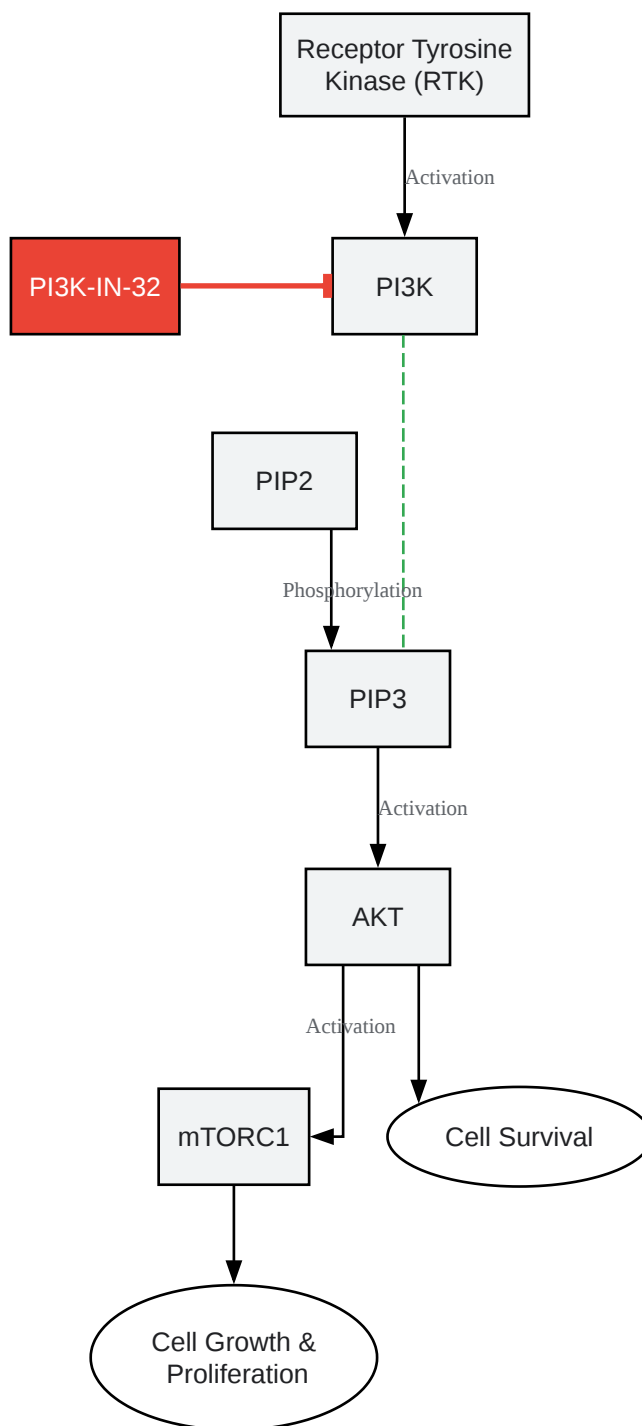 Receptor Tyrosine
Kinase (RTK)
Activation
PI3K-IN-32
PI3K
PIP2
Phosphorylation
PIP3
Activation
AKT
Activation
mTORC1
Cell Survival
Cell Growth &
Proliferation